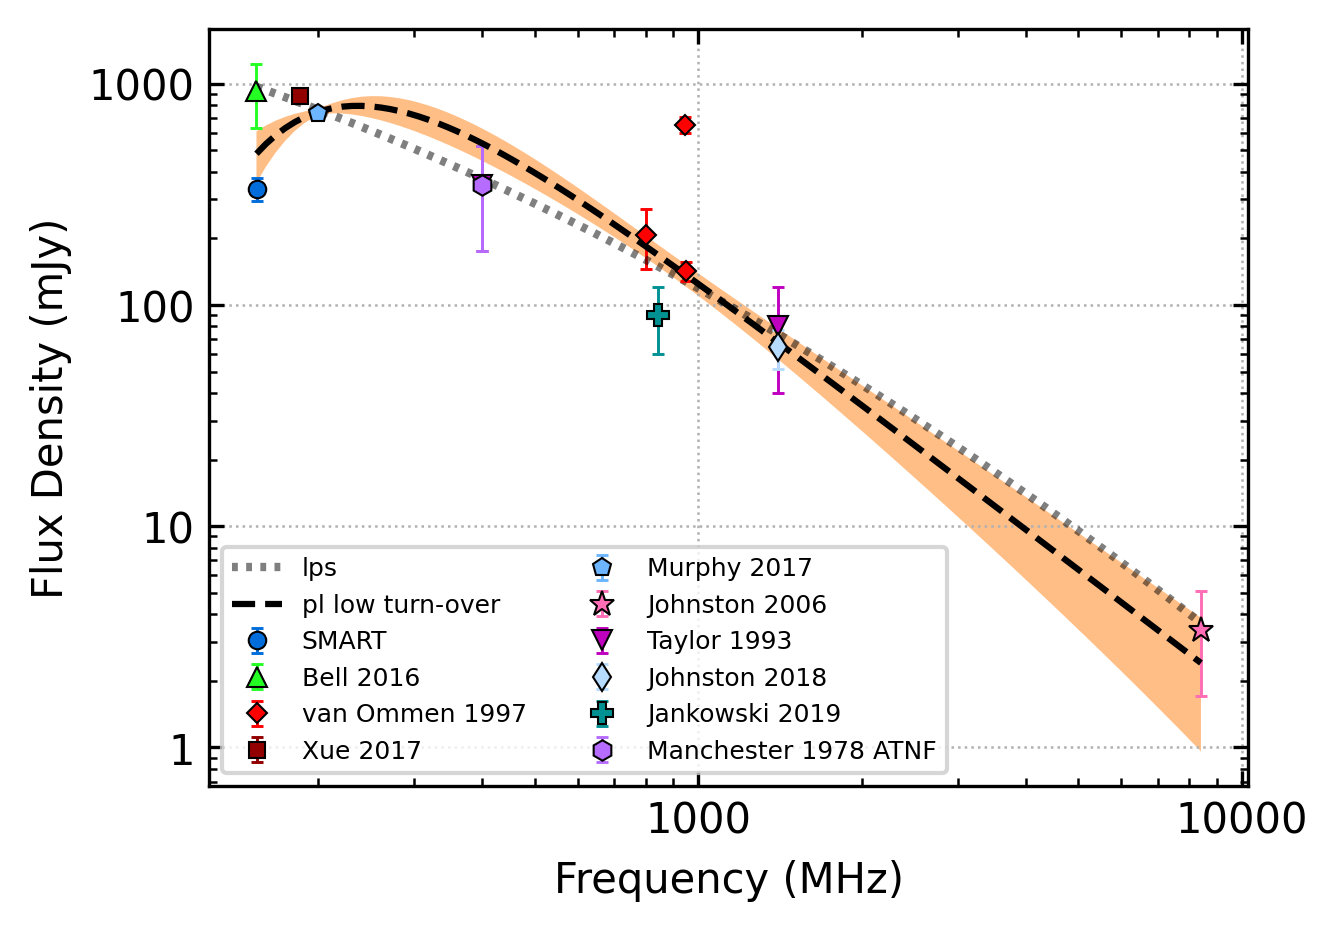 1000
100
10
1
Flux Density (mJy)
lps
pl low turn-over
SMART
Bell 2016
van Ommen 1997
Xue 2017
Murphy 2017
Johnston 2006
Taylor 1993
Johnston 2018
Jankowski 2019
Manchester 1978 ATNF
1000
10000
Frequency (MHz)